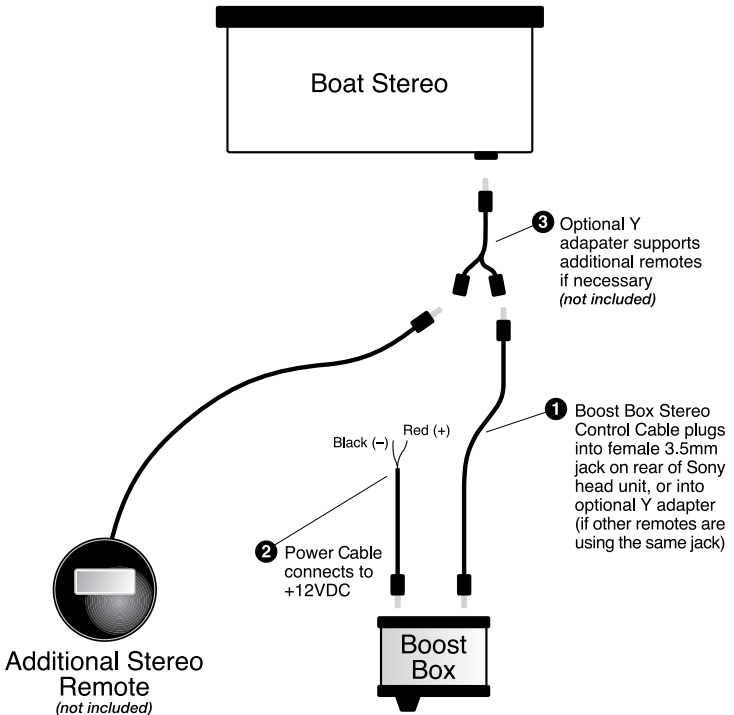 Boat Stereo
3 Optional Y
adapater supports
additional remotes
if necessary
(not included)
1 Boost Box Stereo
Control Cable plugs
into female 3.5mm
jack on rear of Sony
head unit, or into
optional Y adapter
(if other remotes are
using the same jack)
Black (–)
Red (+)
2 Power Cable
connects to
+12VDC
Boost
Box
Additional Stereo
Remote
(not included)